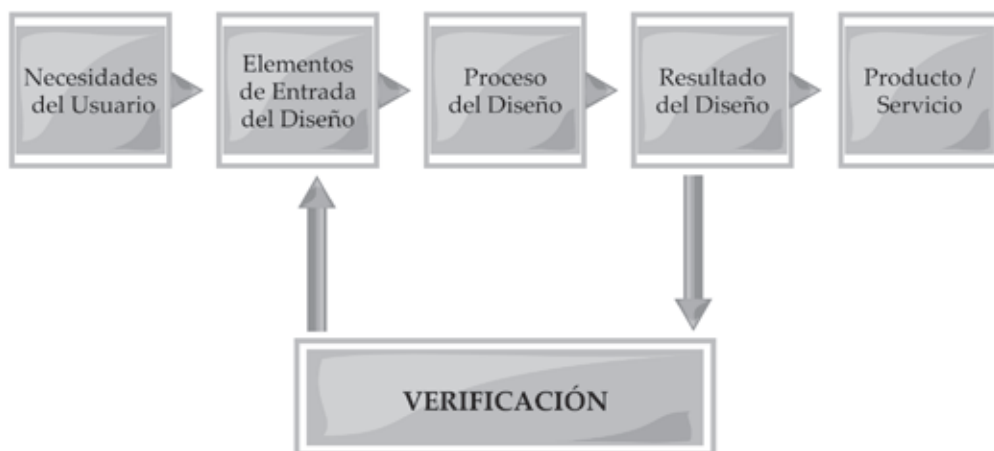 Necesidades
del Usuario
Elementos
de Entrada
del Diseño
Proceso
del Diseño
Resultado
del Diseño
Producto /
Servicio
VERIFICACIÓN